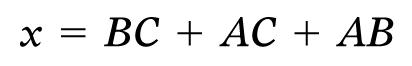 x = BC + AC + AB